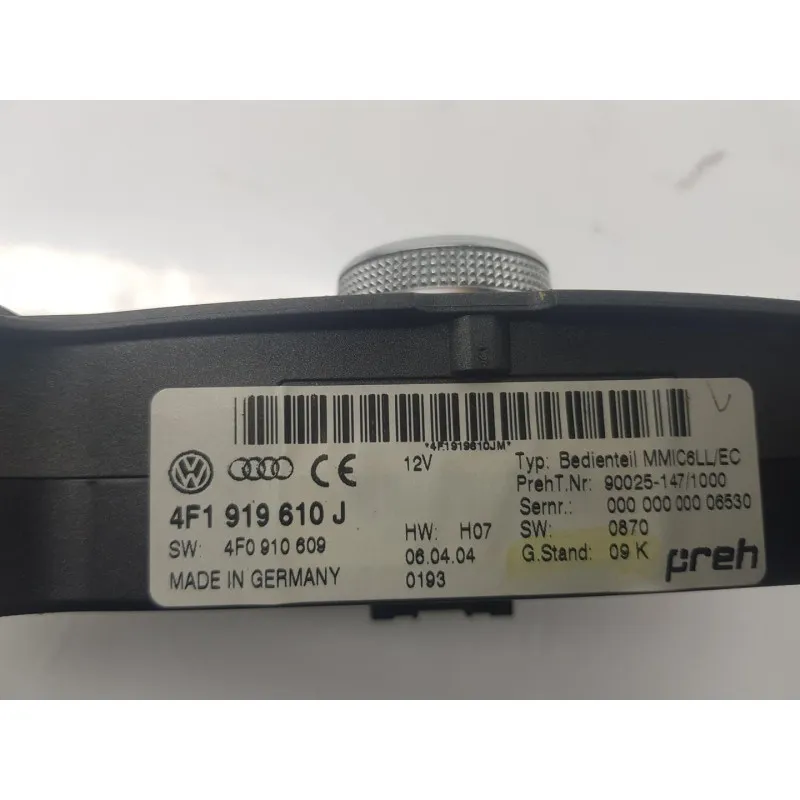 *4F1919610JM*
CE
4F1 919 610 J
SW: 4F0 910 609
MADE IN GERMANY
12V
HW: H07
06.04.04
0193
Typ: Bedienteil MMIC6LL/EC
PrehT.Nr: 90025-147/1000
Sernr.: 000 000 000 06530
SW: 0870
G.Stand: 09 K
preh